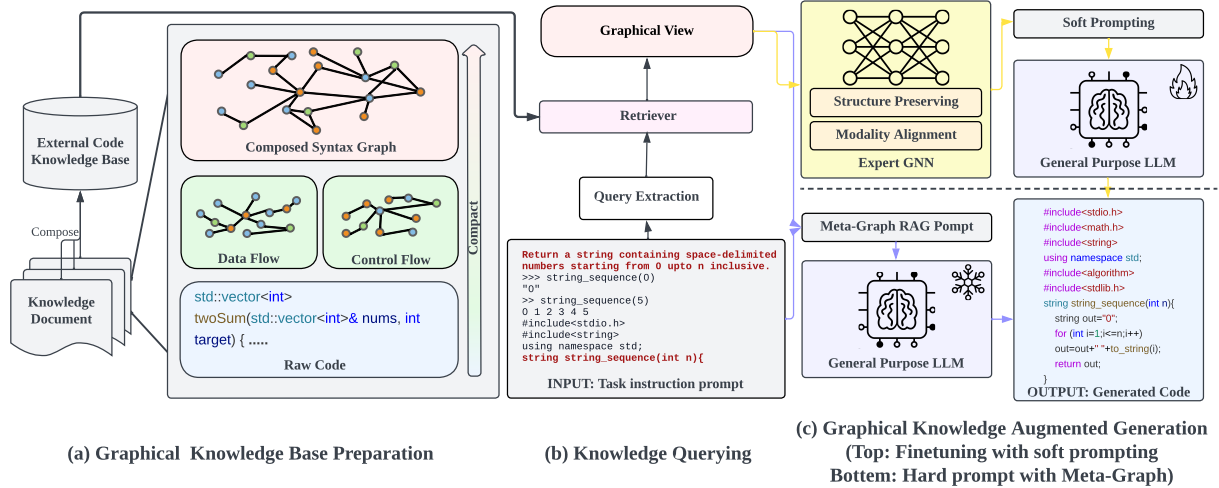 External Code
Knowledge Base
Compose
Knowledge
Document
Composed Syntax Graph
Data Flow
Control Flow
std::vector<int>
twoSum(std::vector<int>& nums, int
target) { .....
Raw Code
Compact
(a) Graphical Knowledge Base Preparation
Graphical View
Retriever
Query Extraction
Return a string containing space-delimited
numbers starting from 0 upto n inclusive.
>>> string_sequence(0)
"0"
>> string_sequence(5)
0 1 2 3 4 5
#include<stdio.h>
#include<string>
using namespace std;
string string_sequence(int n){
INPUT: Task instruction prompt
(b) Knowledge Querying
Structure Preserving
Modality Alignment
Expert GNN
Soft Prompting
General Purpose LLM
Meta-Graph RAG Pompt
General Purpose LLM
#include<stdio.h>
#include<math.h>
#include<string>
using namespace std;
#include<algorithm>
#include<stdlib.h>
string string_sequence(int n){
string out="0";
for (int i=1;i<=n;i++)
out=out+" "+to_string(i);
return out;
}
OUTPUT: Generated Code
(c) Graphical Knowledge Augmented Generation
(Top: Finetuning with soft prompting
Bottem: Hard prompt with Meta-Graph)